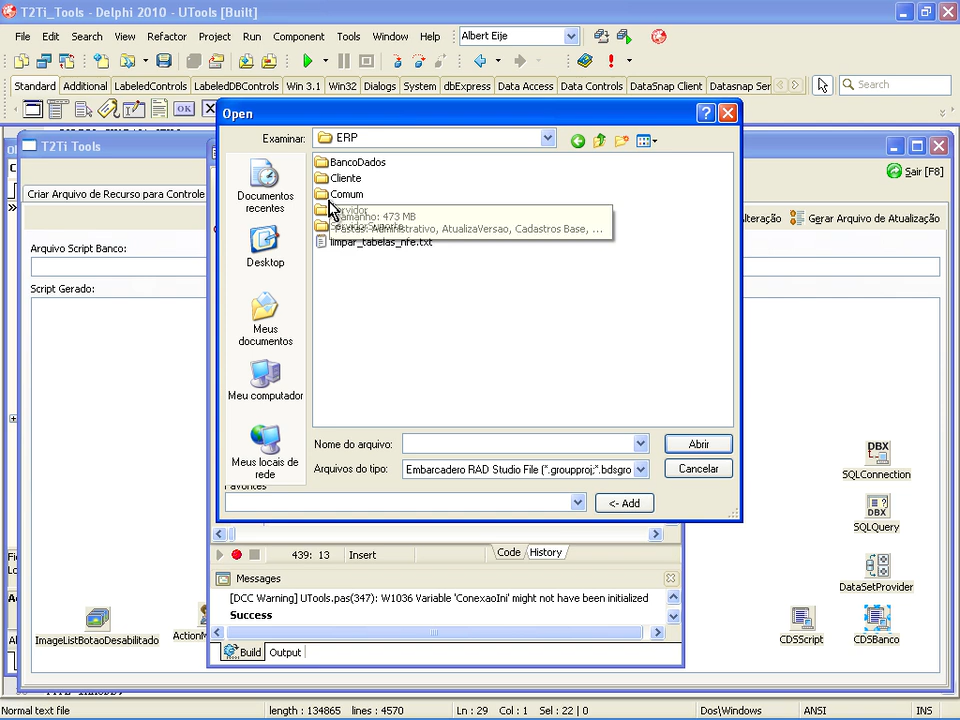 T2Ti_Tools - Delphi 2010 - UTools [Built]
File Edit Search View Refactor Project Run Component Tools Window Help
Albert Eije
Standard Additional LabeledControls LabeledDBControls Win 3.1 Win32 Dialogs System dbExpress Data Access Data Controls DataSnap Client Datasnap Ser
Search
OK
T2Ti Tools
Open
Sair [F8]
Examinar:
ERP
Criar Arquivo de Recurso para Controle
Documentos recentes
Desktop
Meus documentos
Meu computador
Meus locais de rede
BancoDados
Cliente
Comum
Servidor
Tamanho: 473 MB
Pastas: Administrativo, AtualizaVersao, Cadastros Base, ...
limpar_tabelas_nfe.txt
lteração
Gerar Arquivo de Atualização
Arquivo Script Banco:
Script Gerado:
Nome do arquivo:
Abrir
Arquivos do tipo:
Embarcadero RAD Studio File (*.groupproj;*.bdsgro
Cancelar
Favorites
<- Add
SQLConnection
SQLQuery
DataSetProvider
CDSScript
CDSBanco
DBX
DBX
439: 13
Insert
Code
History
Messages
[DCC Warning] UTools.pas(347): W1036 Variable 'ConexaoIni' might not have been initialized
Success
Build
Output
ImageListBotaoDesabilitado
ActionM
Normal text file
length : 134865 lines : 4570
Ln : 29 Col : 1 Sel : 22 | 0
Dos\Windows
ANSI
INS